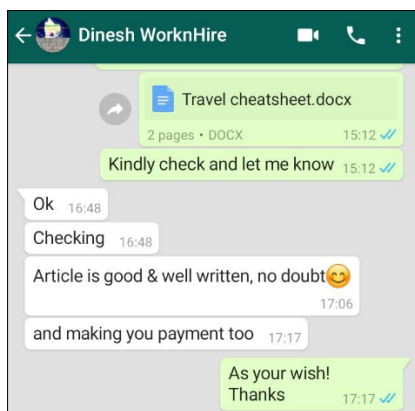 Dinesh WorknHire
Travel cheatsheet.docx
2 pages • DOCX 15:12
Kindly check and let me know 15:12
Ok 16:48
Checking 16:48
Article is good & well written, no doubt😊
17:06
and making you payment too 17:17
As your wish!
Thanks 17:17